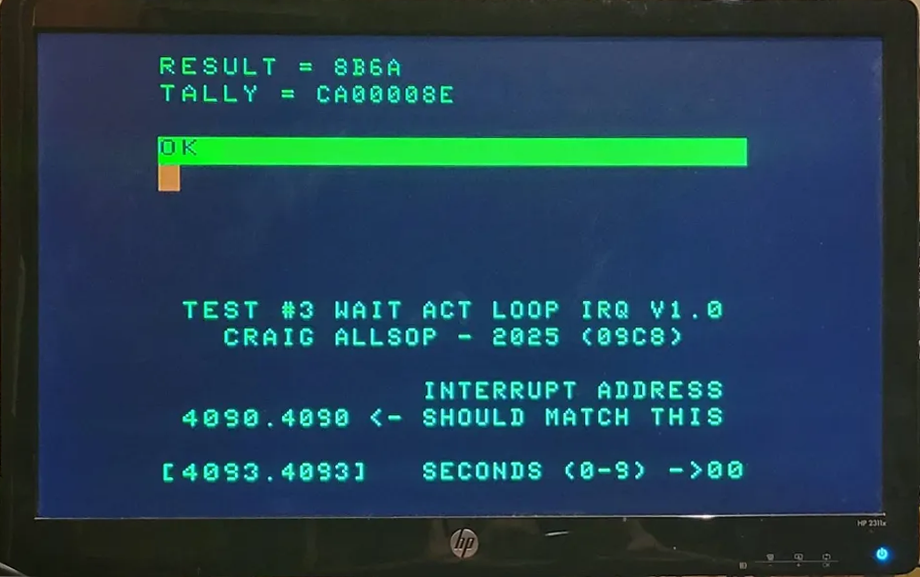 RESULT = 8B6A
TALLY = CA00008E
OK
TEST #3 WAIT ACT LOOP IRQ V1.0
CRAIG ALLSOP - 2025 (09C8)
INTERRUPT ADDRESS
4090.4090 <- SHOULD MATCH THIS
[4093.4093] SECONDS (0-9) ->00
HP 2311x
hp